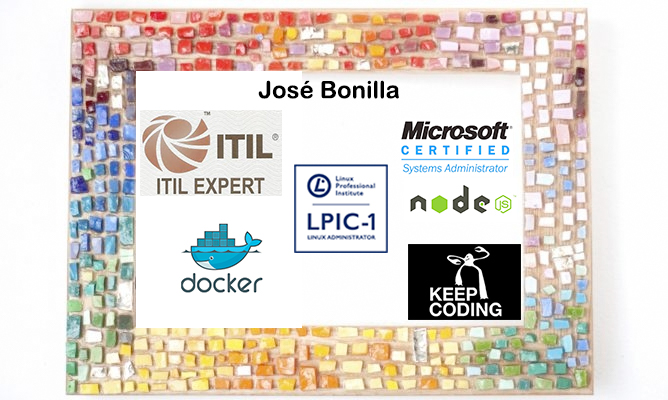 José Bonilla
™
ITIL®
ITIL EXPERT
Microsoft®
CERTIFIED
Systems Administrator
Linux
Professional
Institute
LPIC-1
LINUX ADMINISTRATOR
node
JS
docker
KEEP
CODING